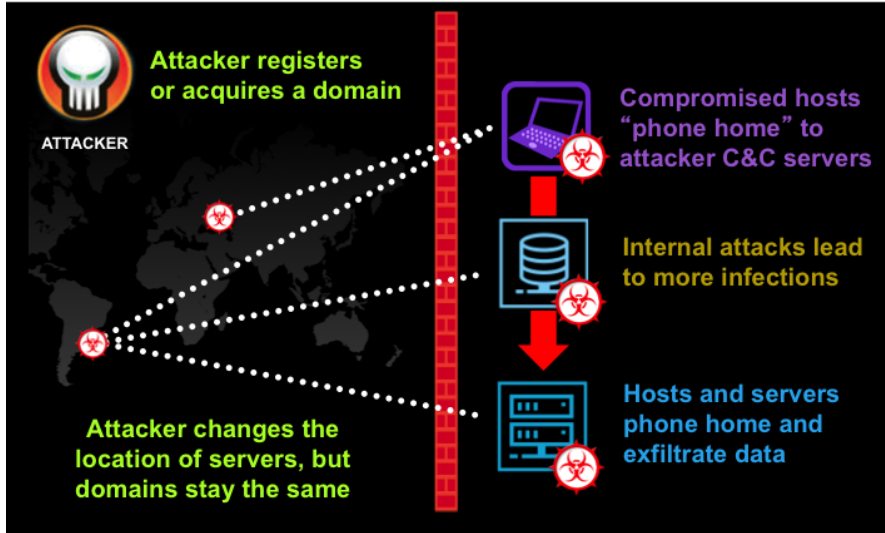 Attacker registers
or acquires a domain
ATTACKER
Compromised hosts
“phone home” to
attacker C&C servers
Internal attacks lead
to more infections
Hosts and servers
phone home and
exfiltrate data
Attacker changes the
location of servers, but
domains stay the same